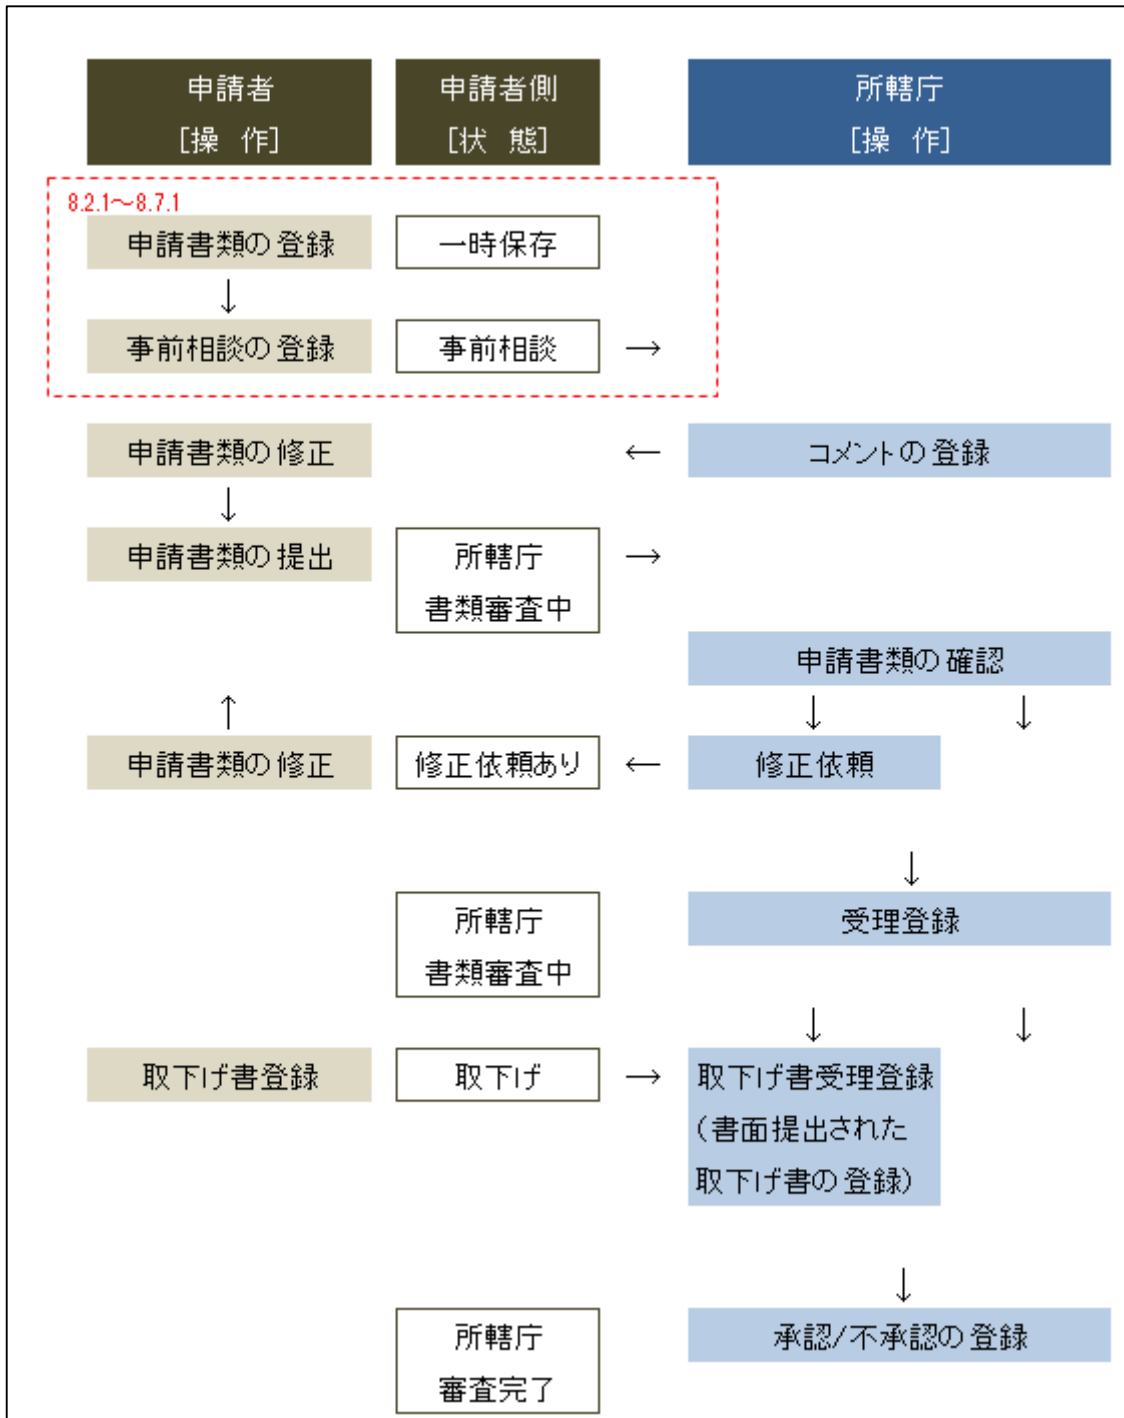 申請者
[操 作]
申請者側
[状 態]
所轄庁
[操 作]
8.2.1～8.7.1
申請書類の登録
一時保存
↓
事前相談の登録
事前相談
→
申請書類の修正
←
コメントの登録
↓
申請書類の提出
所轄庁
書類審査中
→
申請書類の確認
↑
↓
↓
申請書類の修正
修正依頼あり
←
修正依頼
↓
所轄庁
書類審査中
受理登録
↓
↓
取下げ書登録
取下げ
→
取下げ書受理登録
(書面提出された
取下げ書の登録)
↓
所轄庁
審査完了
承認/不承認の登録